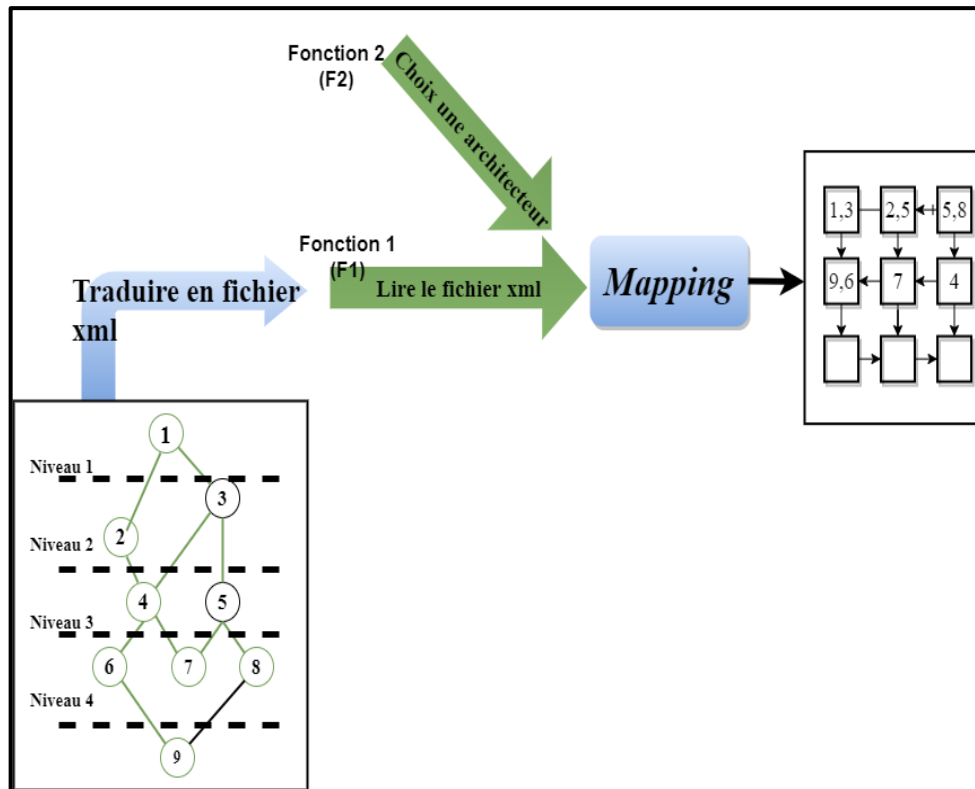 Fonction 2
(F2)
Choix une architecteur
Fonction 1
(F1)
Lire le fichier xml
Traduire en fichier
xml
Mapping
1,3 2,5 5,8
9,6 7 4
1
Niveau 1
3
2
Niveau 2
4 5
Niveau 3
6 7 8
Niveau 4
9